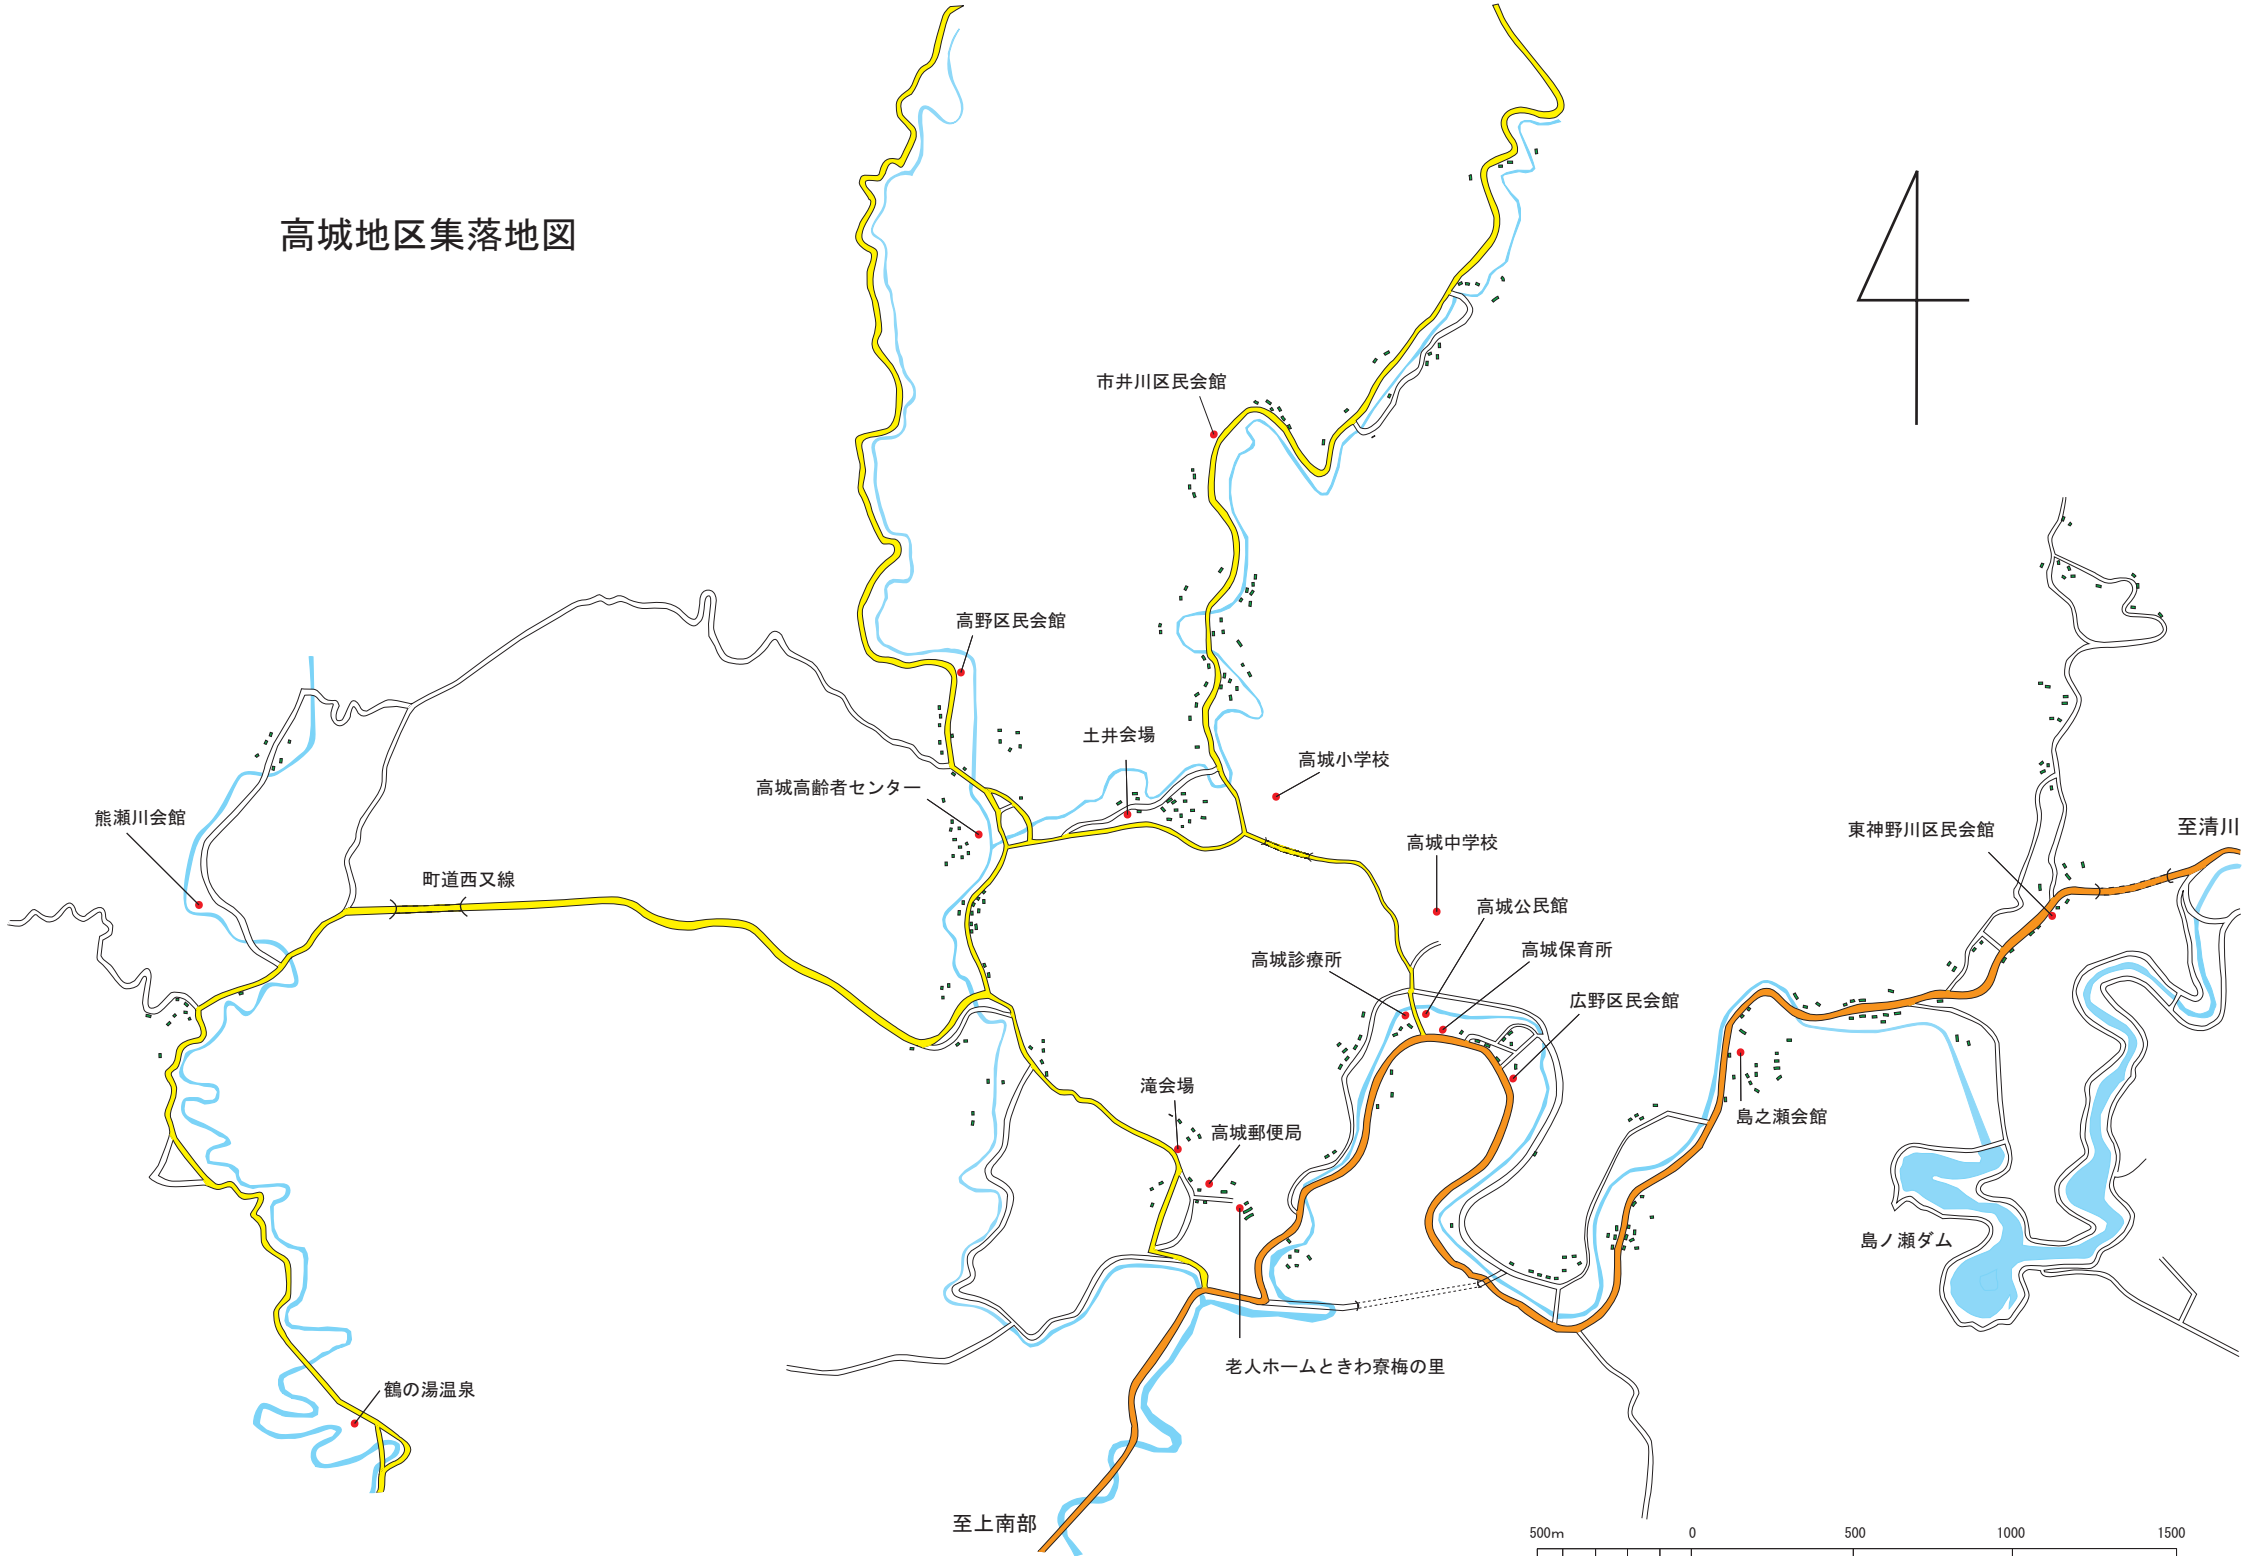 高城地区集落地図
市井川区民会館
高野区民会館
土井会場
高城小学校
高城高齢者センター
熊瀬川会館
町道西又線
高城中学校
東神野川区民会館
至清川
高城公民館
高城診療所
高城保育所
広野区民会館
滝会場
高城郵便局
島之瀬会館
島ノ瀬ダム
老人ホームときわ寮梅の里
鶴の湯温泉
至上南部
500m 0 500 1000 1500